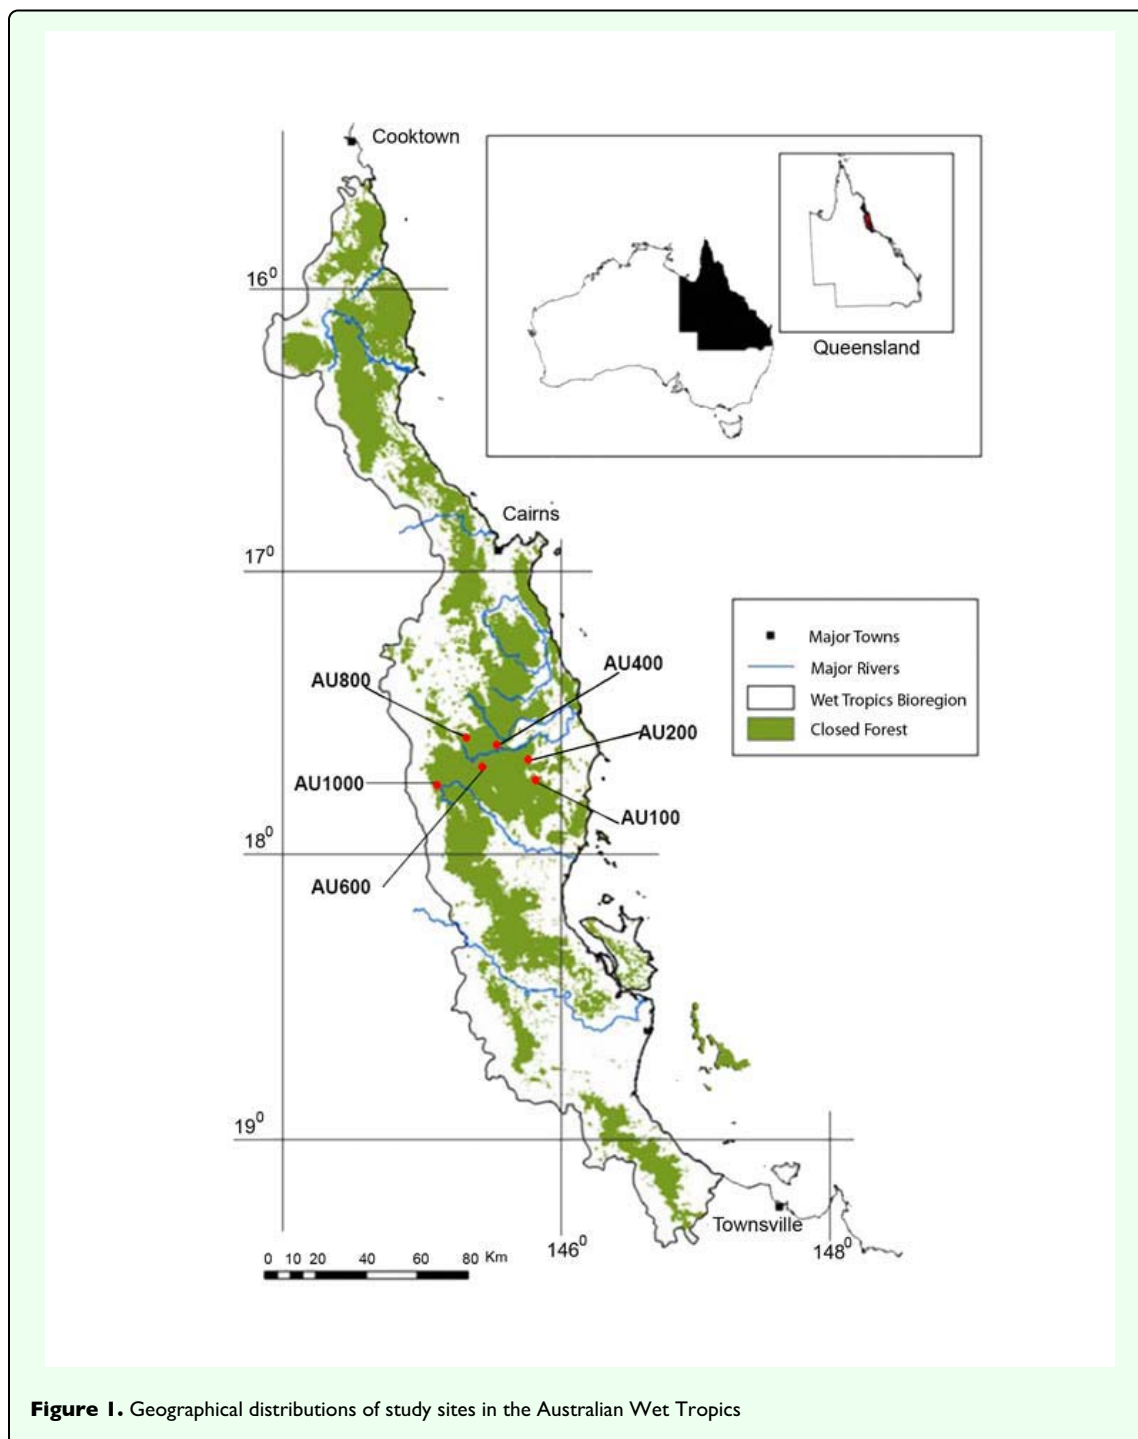 Cooktown
16⁰
Queensland
Cairns
17⁰
Major Towns
Major Rivers
Wet Tropics Bioregion
Closed Forest
AU800
AU400
AU200
AU1000
AU100
18⁰
AU600
19⁰
Townsville
146⁰
148⁰
0 10 20 40 60 80 Km
Figure 1. Geographical distributions of study sites in the Australian Wet Tropics